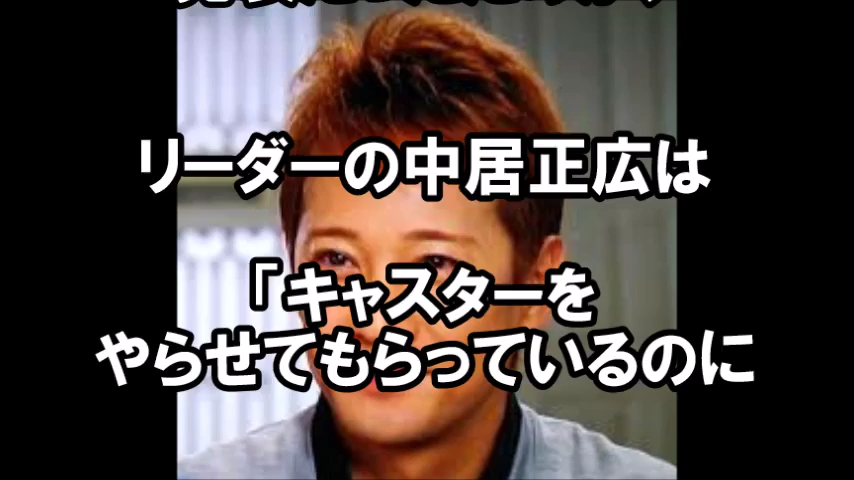 リーダーの中居正広は
「キャスターを
やらせてもらっているのに